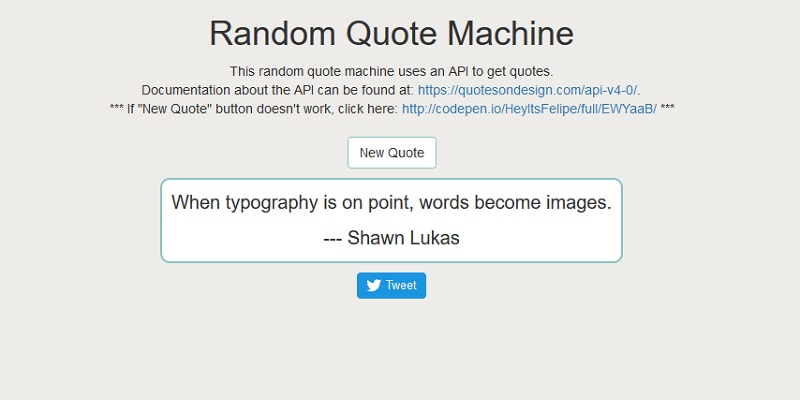 Random Quote Machine
This random quote machine uses an API to get quotes.
Documentation about the API can be found at: https://quotesondesign.com/api-v4-0/.
*** If "New Quote" button doesn't work, click here: http://codepen.io/HeyItsFelipe/full/EWYaaB/ ***
New Quote
When typography is on point, words become images.
--- Shawn Lukas
Tweet